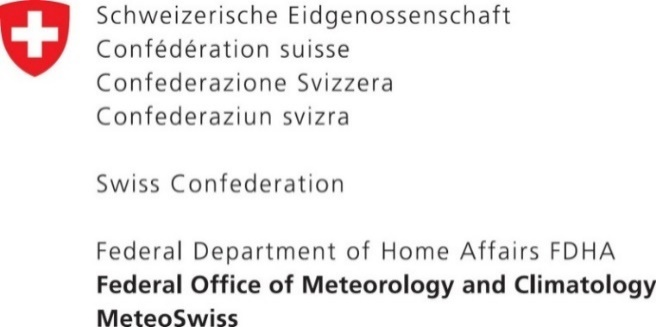 Schweizerische Eidgenossenschaft
Confédération suisse
Confederazione Svizzera
Confederaziun svizra
Swiss Confederation
Federal Department of Home Affairs FDHA
Federal Office of Meteorology and Climatology
MeteoSwiss